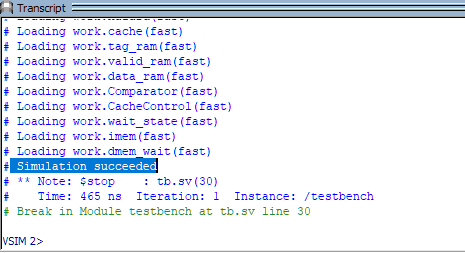 Transcript
# Loading work.cache(fast)
# Loading work.tag_ram(fast)
# Loading work.valid_ram(fast)
# Loading work.data_ram(fast)
# Loading work.Comparator(fast)
# Loading work.CacheControl(fast)
# Loading work.wait_state(fast)
# Loading work.imem(fast)
# Loading work.dmem_wait(fast)
# Simulation succeeded
# ** Note: $stop    : tb.sv(30)
#    Time: 465 ns  Iteration: 1  Instance: /testbench
# Break in Module testbench at tb.sv line 30
VSIM 2>